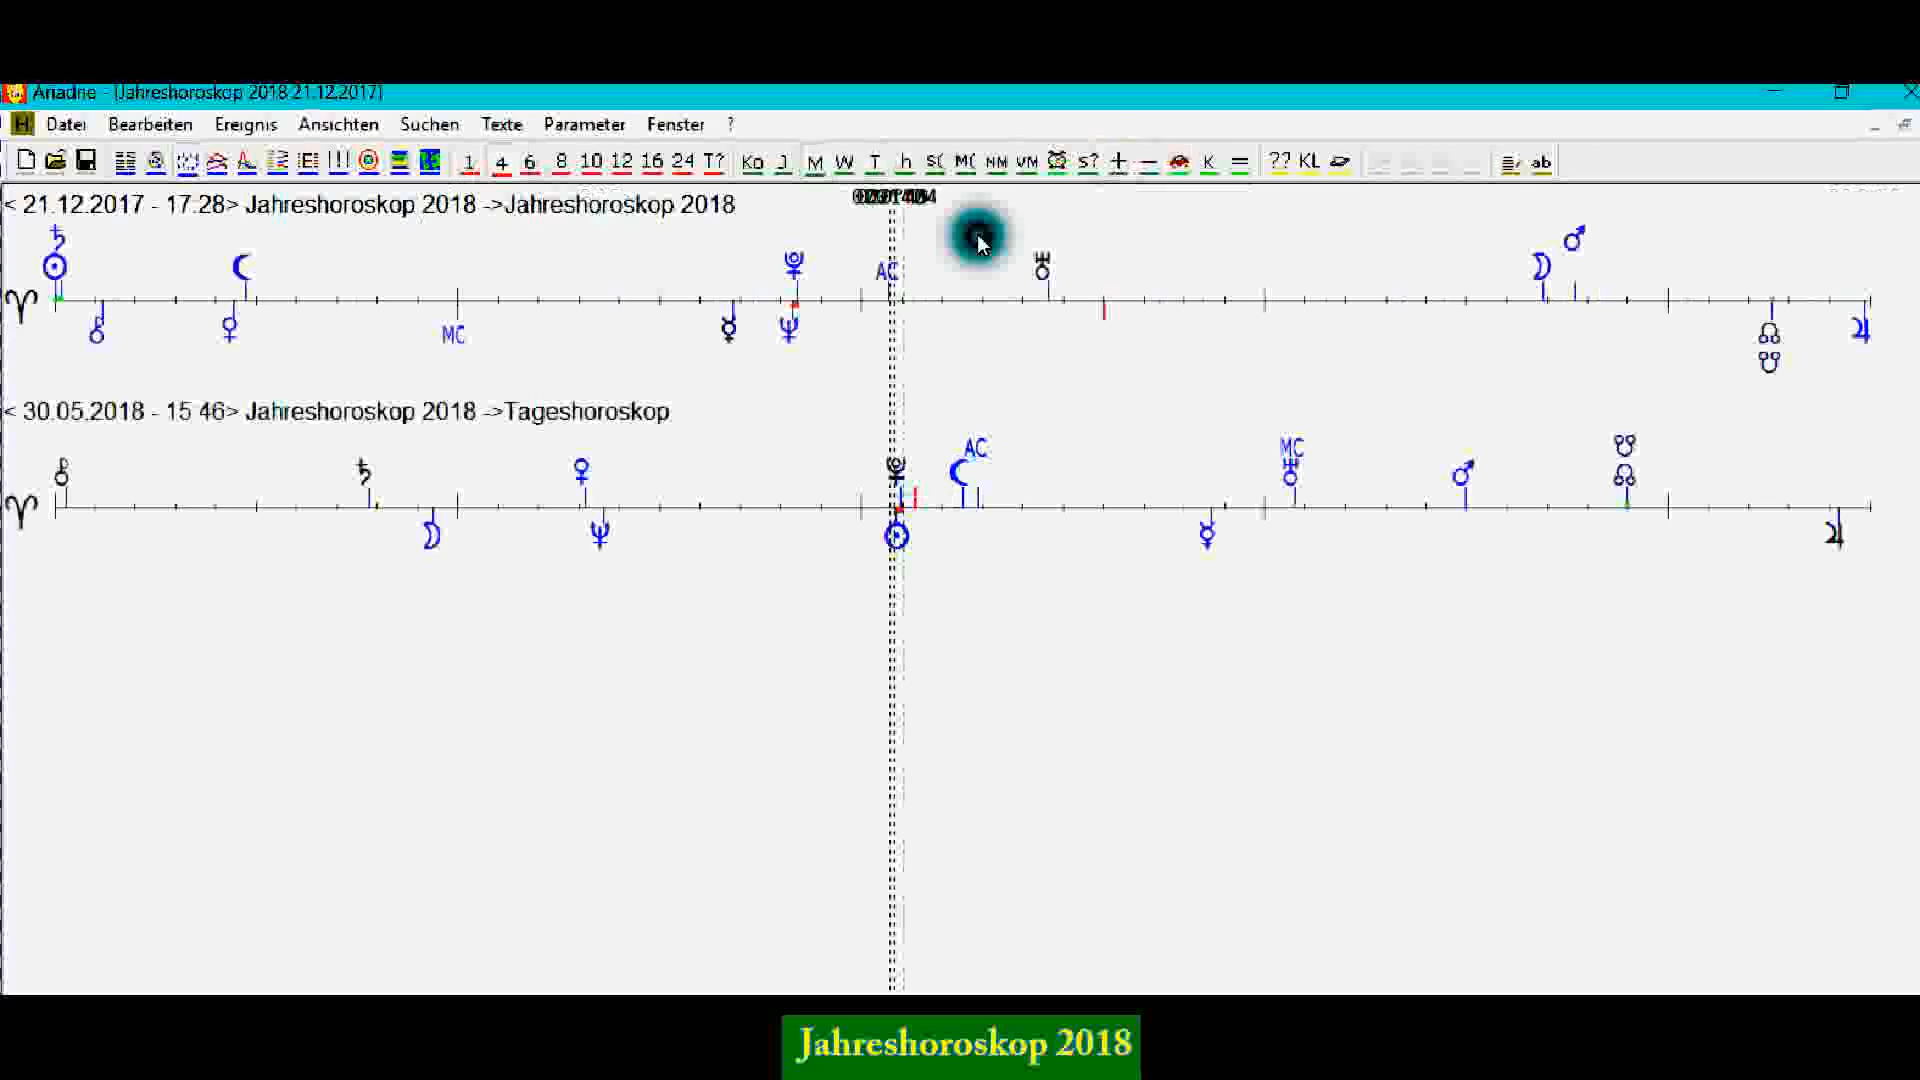 Ariadne - [Jahreshoroskop 2018 21.12.2017]
Datei Bearbeiten Ereignis Ansichten Suchen Texte Parameter Fenster ?
1 4 6 8 10 12 16 24 T? Ko J M W T h S( M( NM VM S? + − K = ?? KL ab
< 21.12.2017 - 17.28> Jahreshoroskop 2018 ->Jahreshoroskop 2018
AC
MC
< 30.05.2018 - 15 46> Jahreshoroskop 2018 ->Tageshoroskop
AC MC
Jahreshoroskop 2018